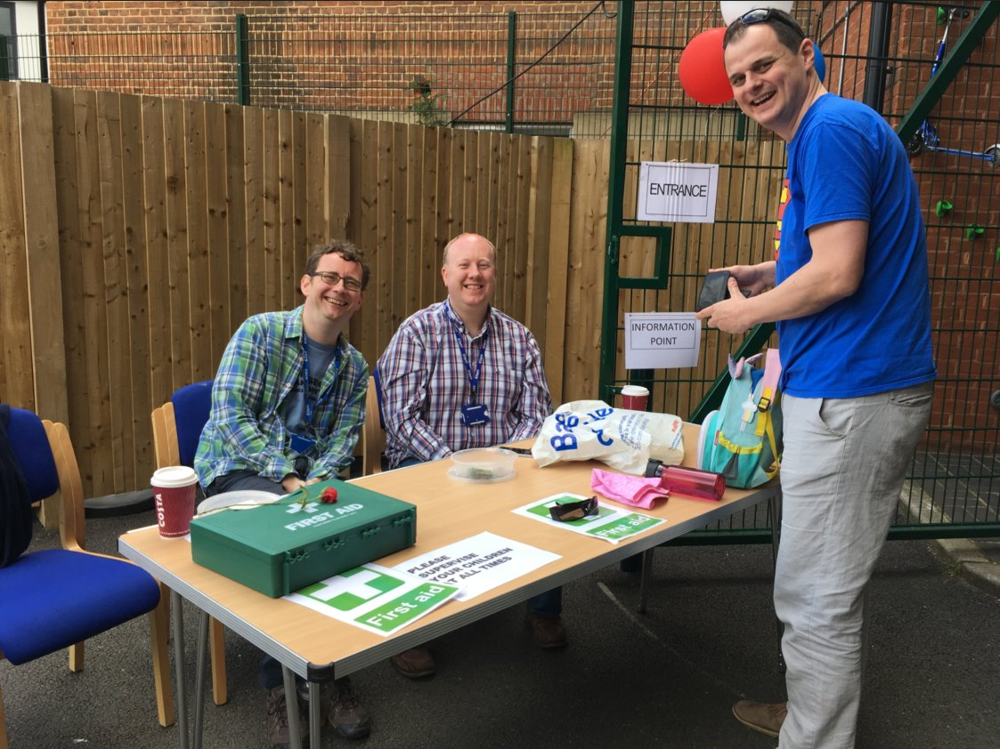 ENTRANCE
INFORMATION
POINT
COSTA
FIRST AID
PLEASE
SUPERVISE
YOUR CHILDREN
AT ALL TIMES
First aid
First aid